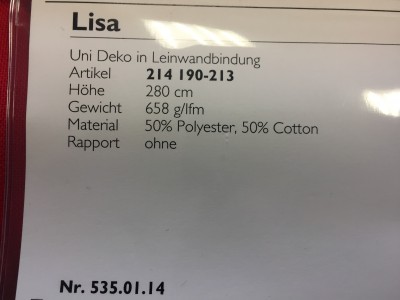 Lisa
Uni Deko in Leinwandbindung
Artikel 214 190-213
Höhe 280 cm
Gewicht 658 g/lfm
Material 50% Polyester, 50% Cotton
Rapport ohne
Nr. 535.01.14